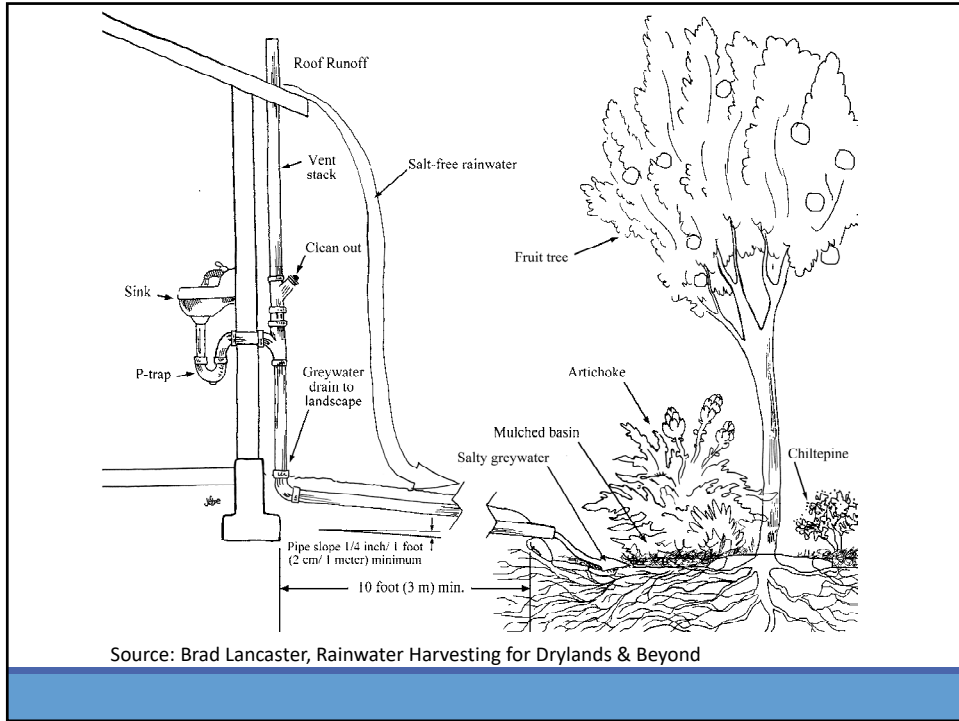 Roof Runoff
Vent
stack
Salt-free rainwater
Clean out
Sink
P-trap
Greywater
drain to
landscape
Fruit tree
Artichoke
Mulched basin
Salty greywater
Chiltepine
Pipe slope 1/4 inch/ 1 foot
(2 cm/ 1 meter) minimum
10 foot (3 m) min.
Source: Brad Lancaster, Rainwater Harvesting for Drylands & Beyond